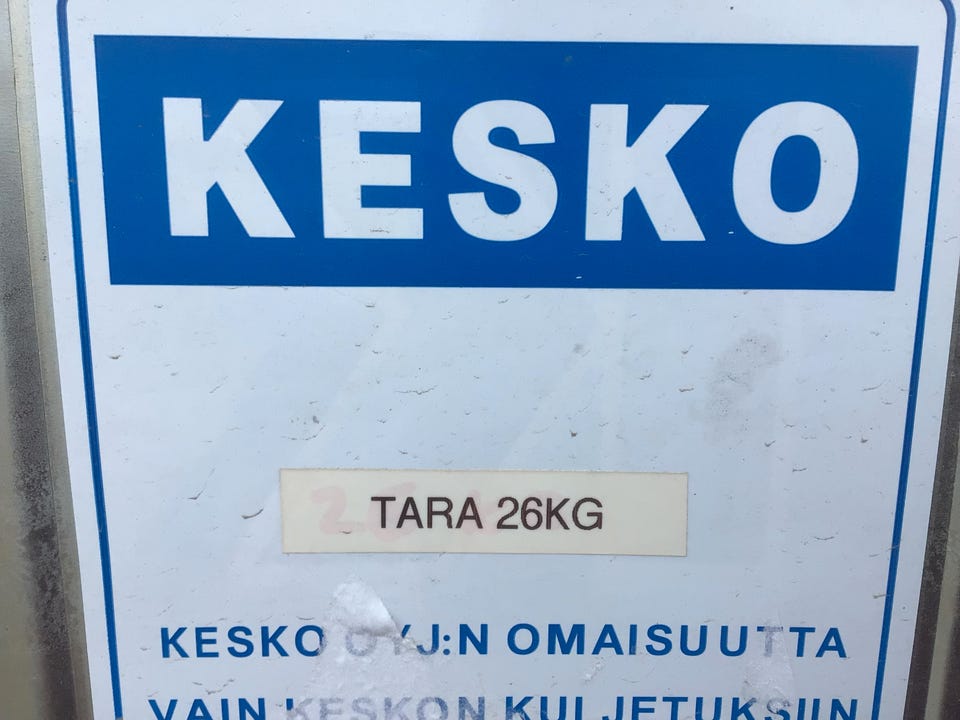 KESKO
TARA 26KG
KESKO OYJ:N OMAISUUTTA
VAIN KESKON KULJETUKSIIN